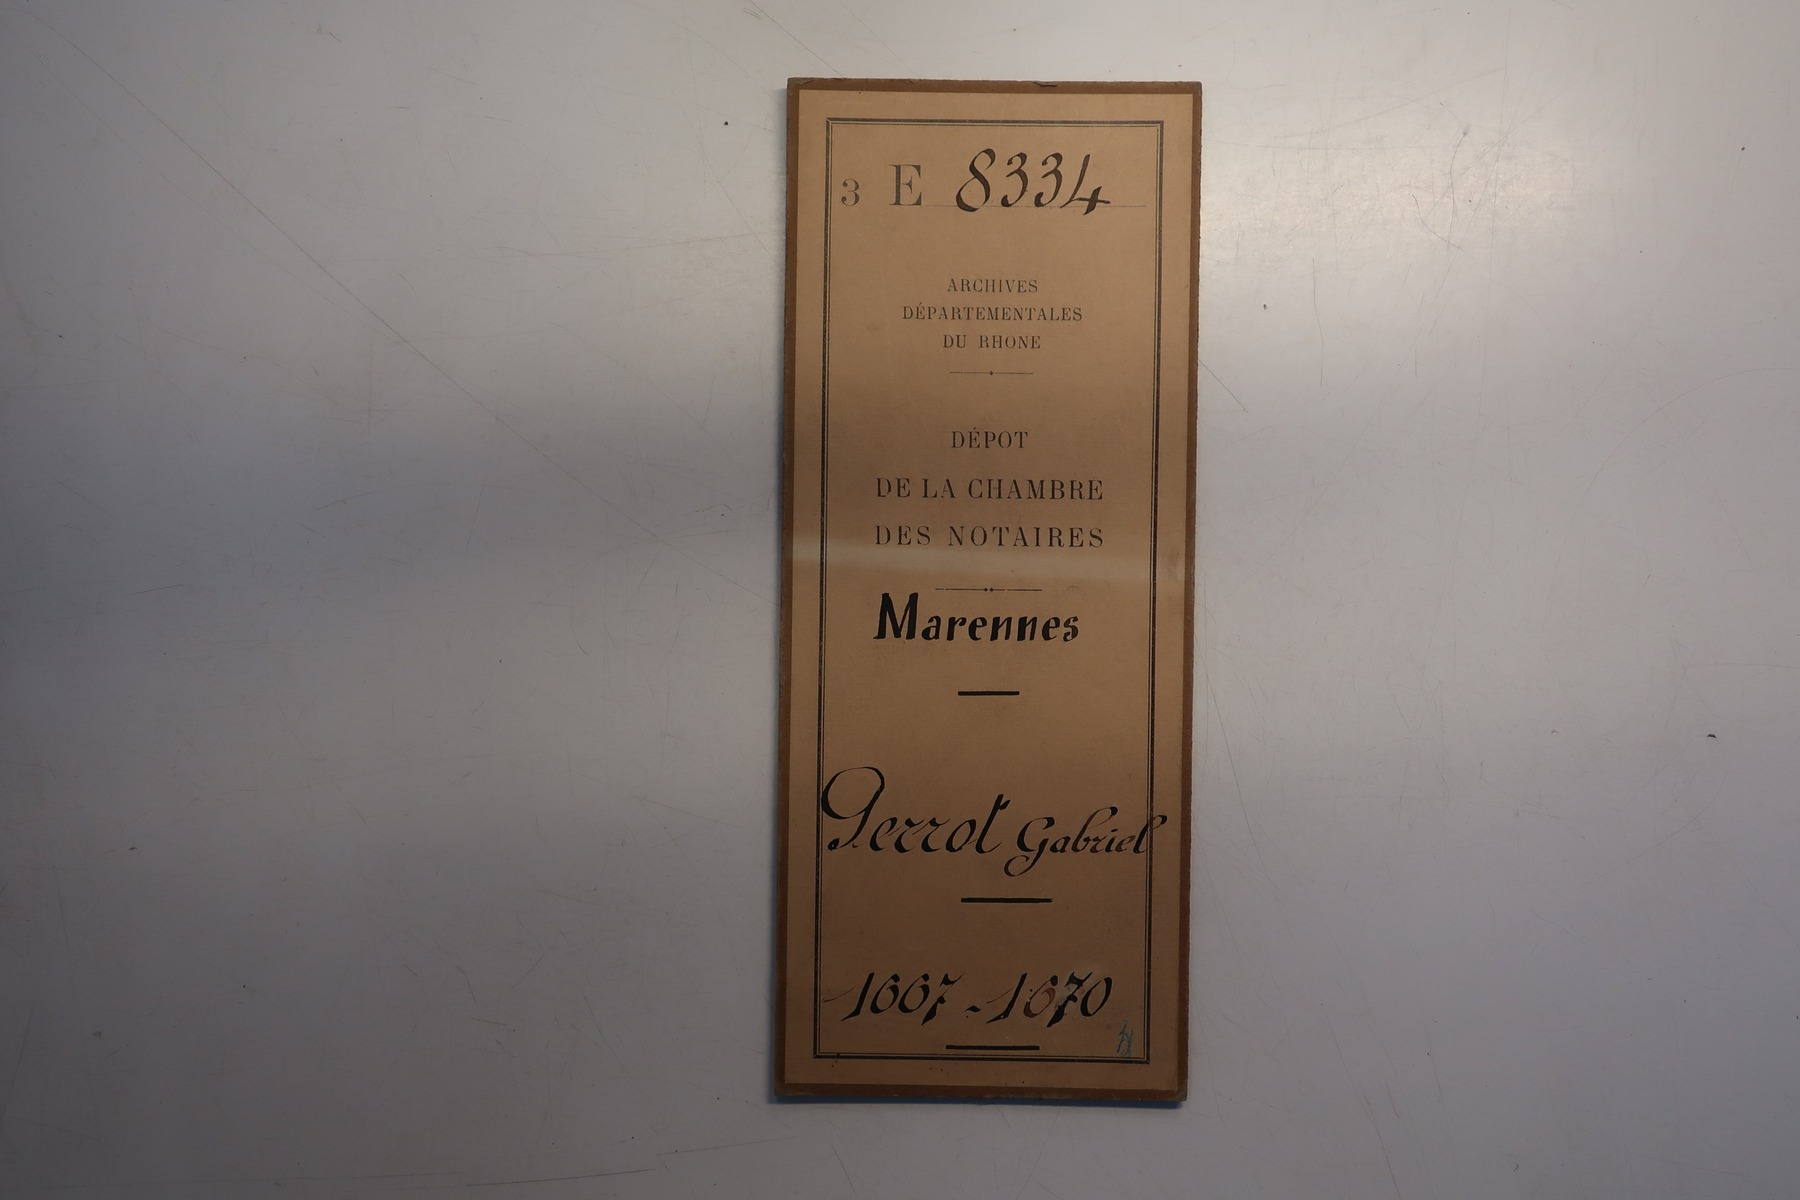 3 E 8334
ARCHIVES
DÉPARTEMENTALES
DU RHONE
DÉPOT
DE LA CHAMBRE
DES NOTAIRES
Marennes
Perrot Gabriel
1667-1670